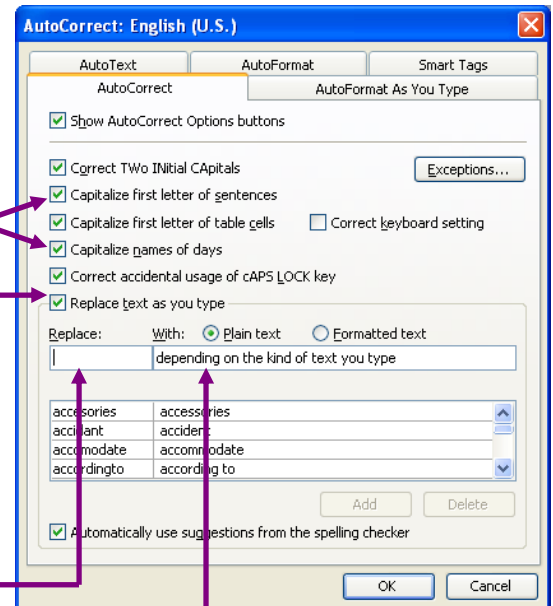 AutoCorrect: English (U.S.)
AutoText AutoFormat Smart Tags
AutoCorrect AutoFormat As You Type
Show AutoCorrect Options buttons
Correct TWo INitial CApitals Exceptions...
Capitalize first letter of sentences
Capitalize first letter of table cells Correct keyboard setting
Capitalize names of days
Correct accidental usage of cAPS LOCK key
Replace text as you type
Replace: With: Plain text Formatted text
depending on the kind of text you type
accesories accessories
accidant accident
accomodate accommodate
accordingto according to
Add Delete
Automatically use suggestions from the spelling checker
OK Cancel